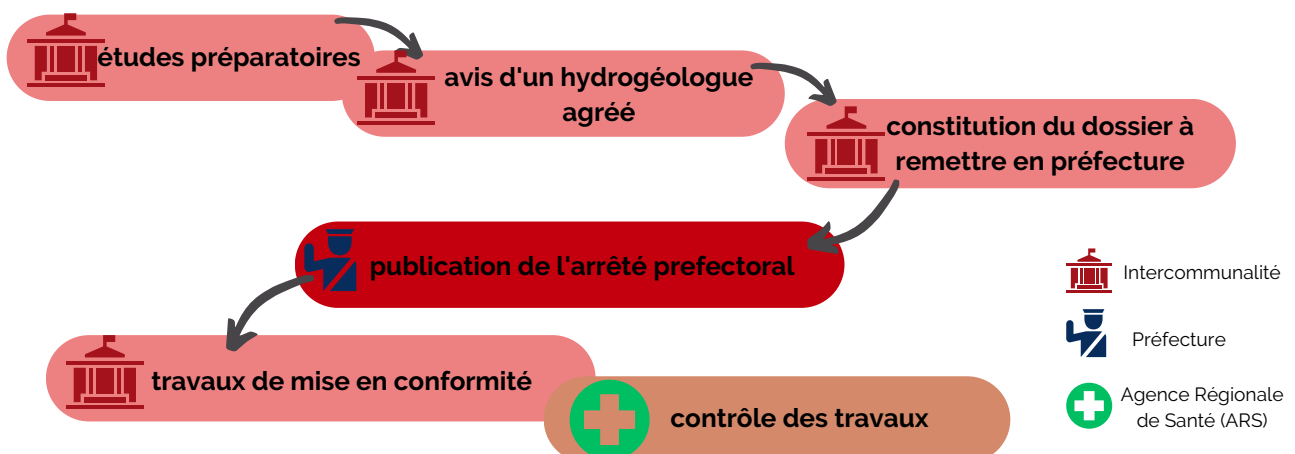 études préparatoires
avis d'un hydrogéologue
agréé
constitution du dossier à
remettre en préfecture
publication de l'arrêté prefectoral
travaux de mise en conformité
contrôle des travaux
Intercommunalité
Préfecture
Agence Régionale
de Santé (ARS)